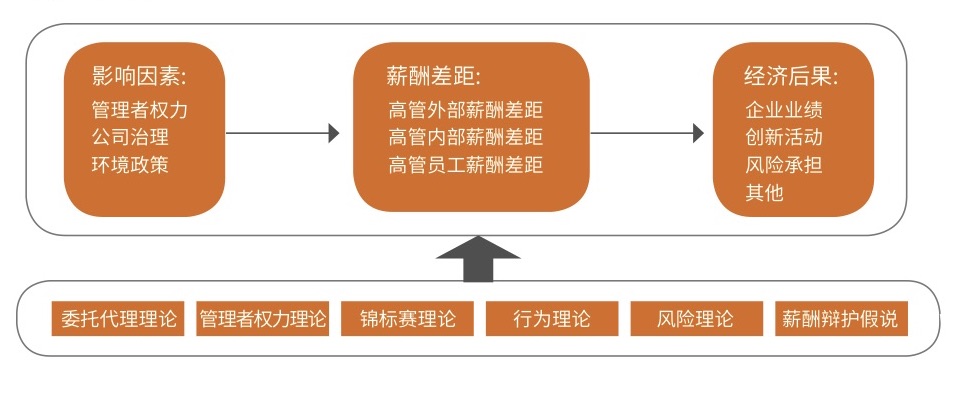 影响因素:
管理者权力
公司治理
环境政策
薪酬差距:
高管外部薪酬差距
高管内部薪酬差距
高管员工薪酬差距
经济后果:
企业业绩
创新活动
风险承担
其他
委托代理理论
管理者权力理论
锦标赛理论
行为理论
风险理论
薪酬辩护假说